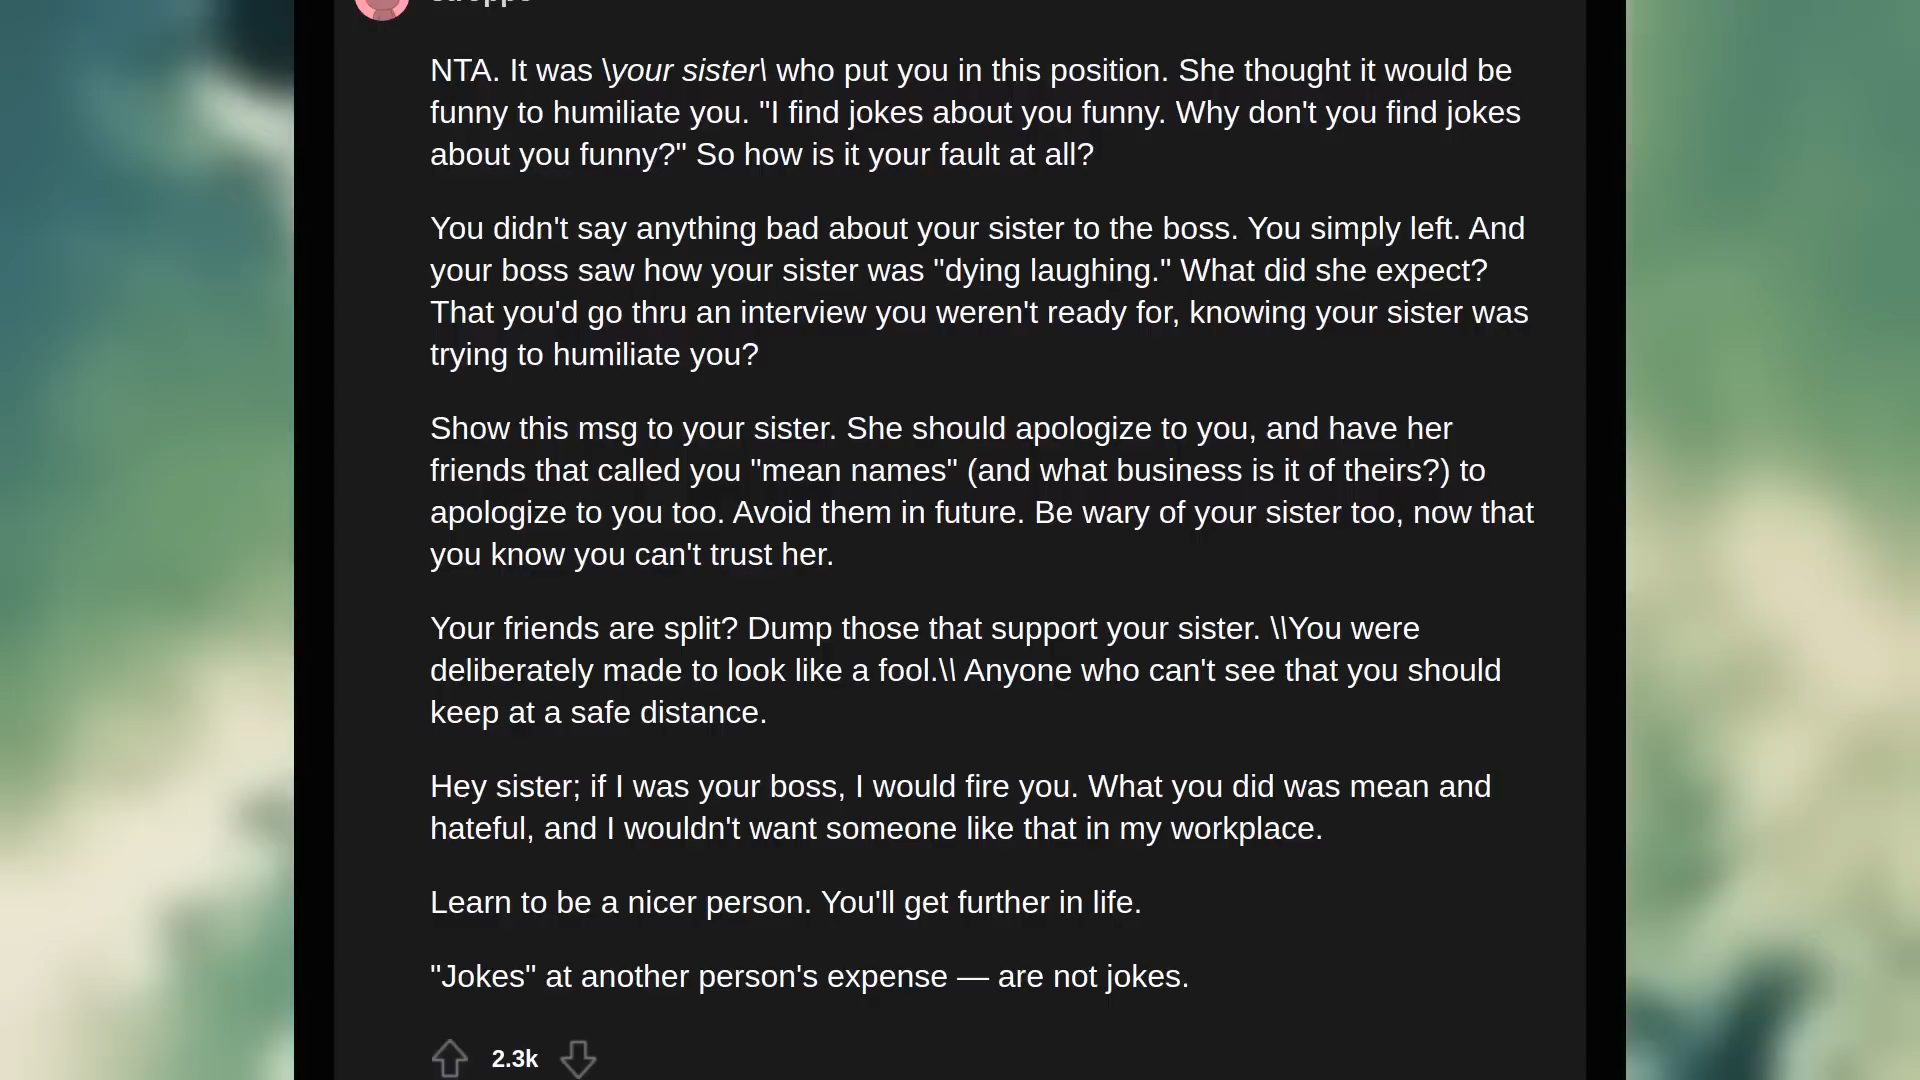 NTA. It was \your sister\ who put you in this position. She thought it would be
funny to humiliate you. "I find jokes about you funny. Why don't you find jokes
about you funny?" So how is it your fault at all?
You didn't say anything bad about your sister to the boss. You simply left. And
your boss saw how your sister was "dying laughing." What did she expect?
That you'd go thru an interview you weren't ready for, knowing your sister was
trying to humiliate you?
Show this msg to your sister. She should apologize to you, and have her
friends that called you "mean names" (and what business is it of theirs?) to
apologize to you too. Avoid them in future. Be wary of your sister too, now that
you know you can't trust her.
Your friends are split? Dump those that support your sister. \\You were
deliberately made to look like a fool.\\ Anyone who can't see that you should
keep at a safe distance.
Hey sister; if I was your boss, I would fire you. What you did was mean and
hateful, and I wouldn't want someone like that in my workplace.
Learn to be a nicer person. You'll get further in life.
"Jokes" at another person's expense — are not jokes.
2.3k